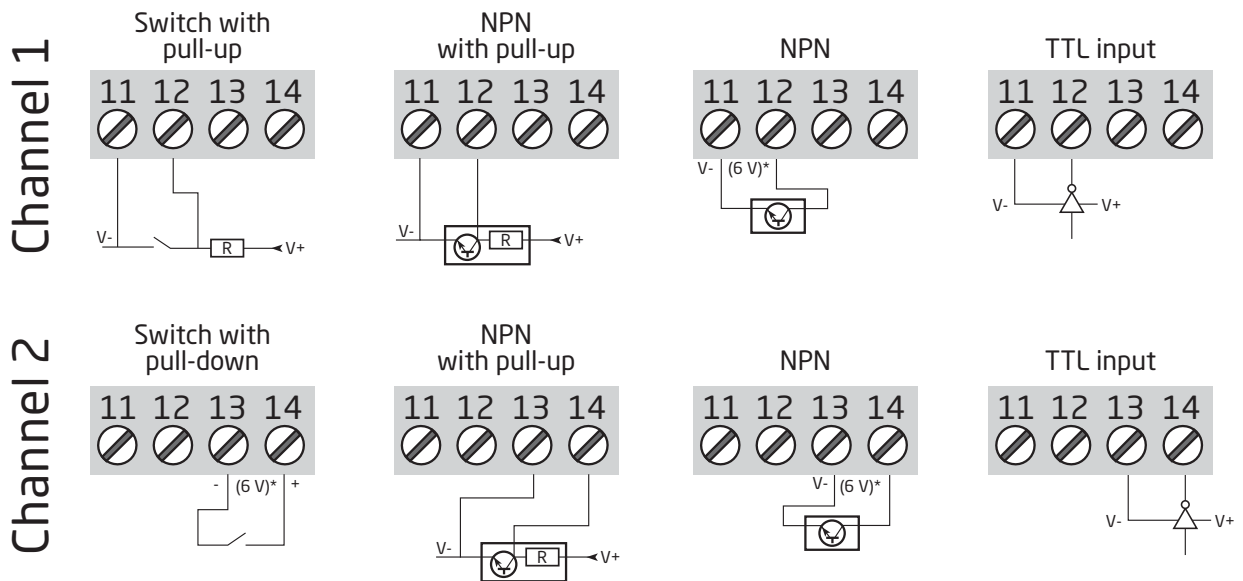 Channel 1
Switch with
pull-up
11 12 13 14
V-
R
V+
NPN
with pull-up
11 12 13 14
V-
R
V+
NPN
11 12 13 14
V- (6 V)*
TTL input
11 12 13 14
V-
V+
Channel 2
Switch with
pull-down
11 12 13 14
- (6 V)* +
NPN
with pull-up
11 12 13 14
V-
R
V+
NPN
11 12 13 14
V- (6 V)*
TTL input
11 12 13 14
V-
V+